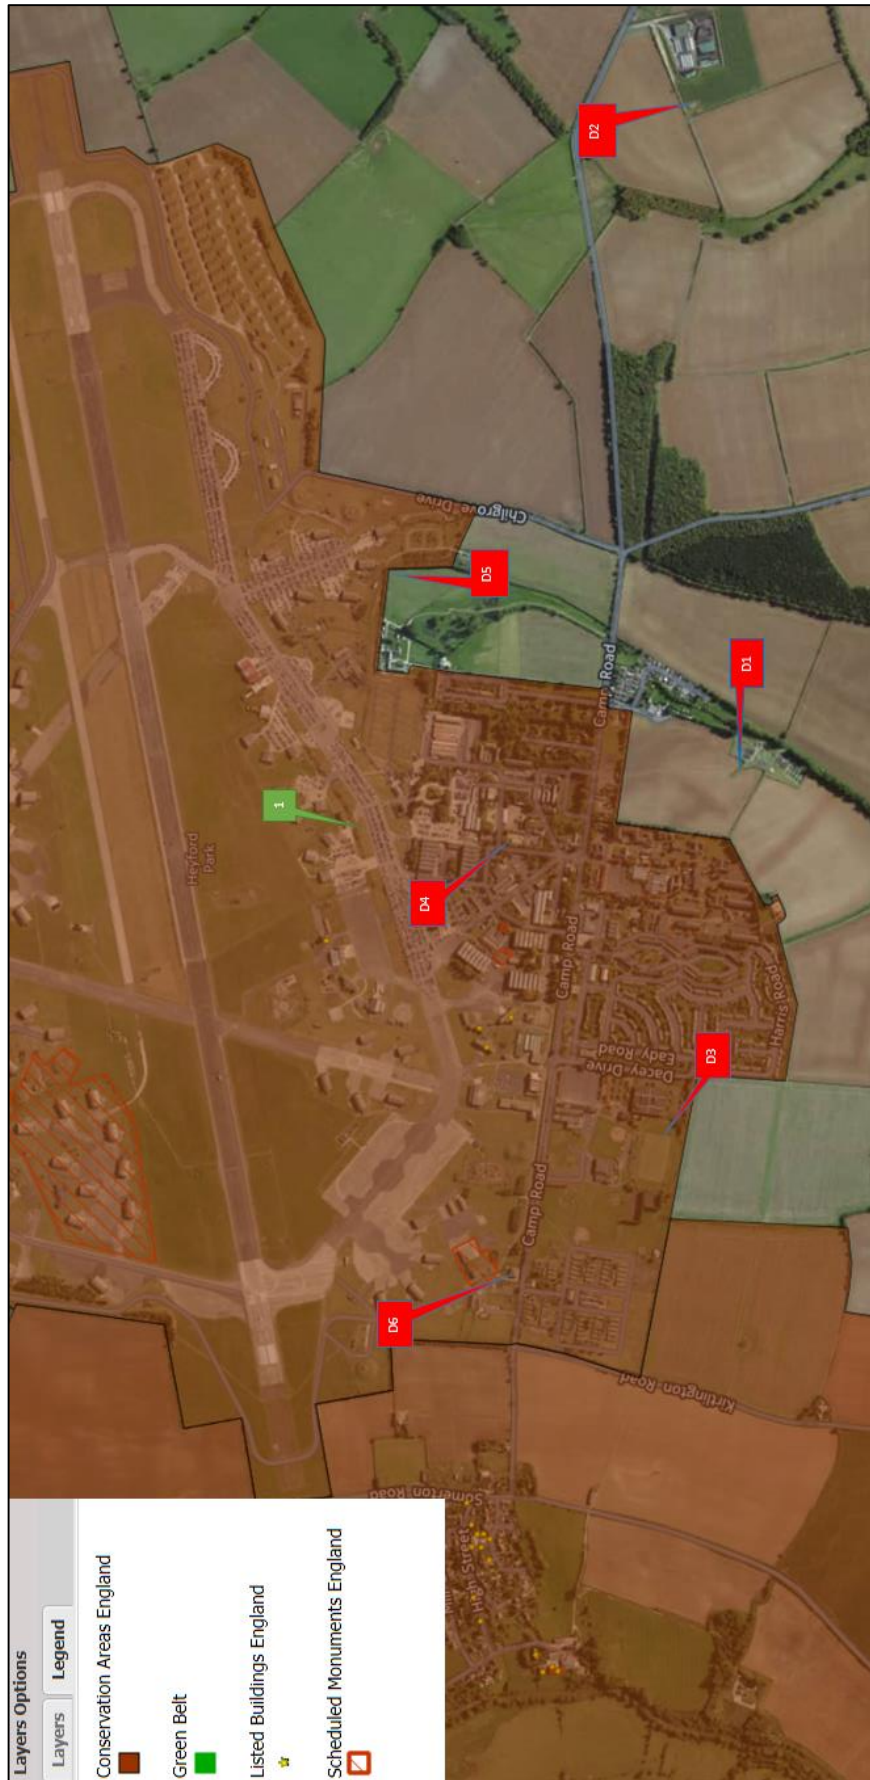 Layers Options
Layers
Legend
Conservation Areas England
Green Belt
Listed Buildings England
Scheduled Monuments England
Somerton Road
High Street
Mill
Kirtlington Road
D6
Camp Road
D3
Dacey Drive
Eady Road
Harris Road
Camp Road
D4
1
Heyford
Park
D1
Camp Road
D5
Chilgrove Drive
D2